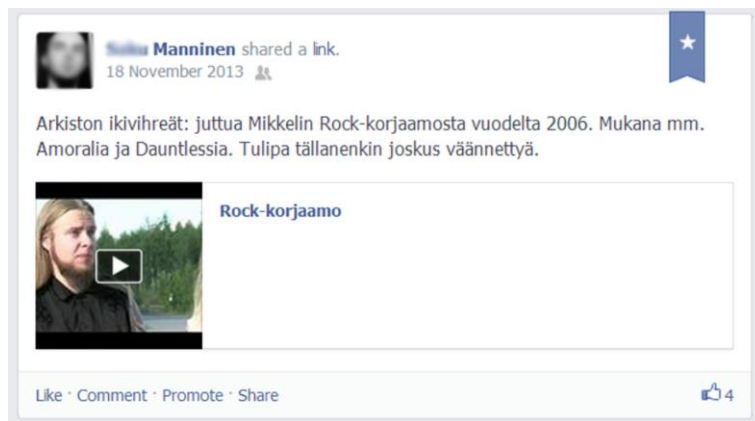 Manninen shared a link.
18 November 2013
Arkiston ikivihreät: juttua Mikkelin Rock-korjaamosta vuodelta 2006. Mukana mm.
Amoralia ja Dauntlessia. Tulipa tällanenkin joskus väännettyä.
Rock-korjaamo
Like · Comment · Promote · Share
4